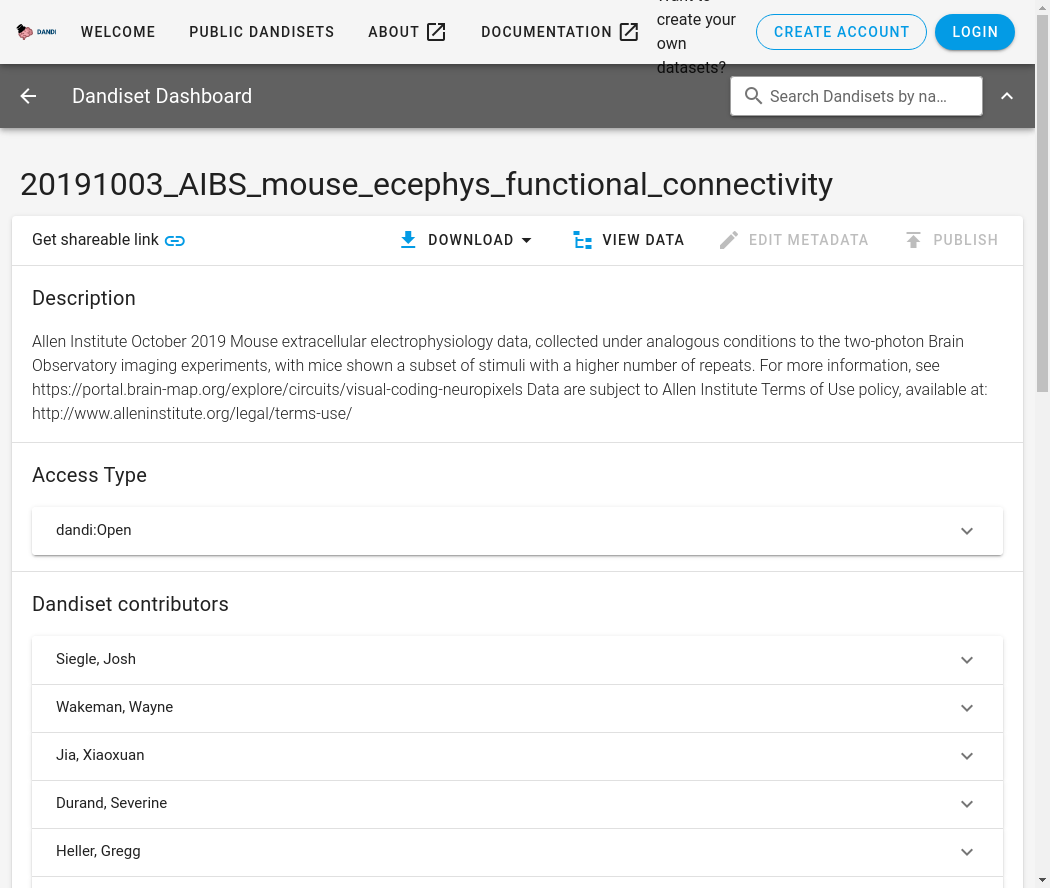 DANDI
WELCOME
PUBLIC DANDISETS
ABOUT
DOCUMENTATION
create your
own
datasets?
CREATE ACCOUNT
LOGIN
Dandiset Dashboard
Search Dandisets by na…
20191003_AIBS_mouse_ecephys_functional_connectivity
Get shareable link
DOWNLOAD
VIEW DATA
EDIT METADATA
PUBLISH
Description
Allen Institute October 2019 Mouse extracellular electrophysiology data, collected under analogous conditions to the two-photon Brain
Observatory imaging experiments, with mice shown a subset of stimuli with a higher number of repeats. For more information, see
https://portal.brain-map.org/explore/circuits/visual-coding-neuropixels Data are subject to Allen Institute Terms of Use policy, available at:
http://www.alleninstitute.org/legal/terms-use/
Access Type
dandi:Open
Dandiset contributors
Siegle, Josh
Wakeman, Wayne
Jia, Xiaoxuan
Durand, Severine
Heller, Gregg